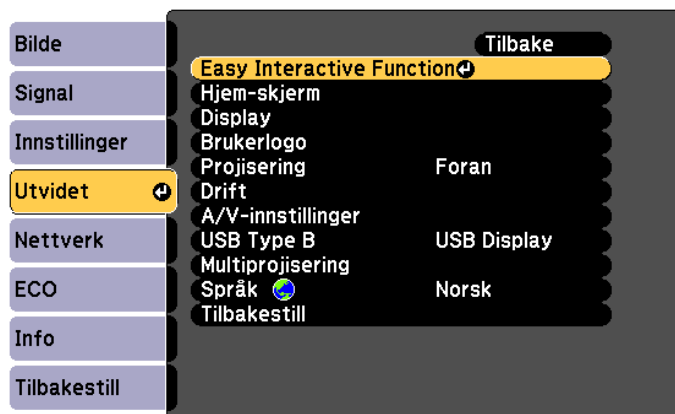 Bilde
Signal
Innstillinger
Utvidet
Nettverk
ECO
Info
Tilbakestill
Tilbake
Easy Interactive Function
Hjem-skjerm
Display
Brukerlogo
Projisering Foran
Drift
A/V-innstillinger
USB Type B USB Display
Multiprojisering
Språk Norsk
Tilbakestill